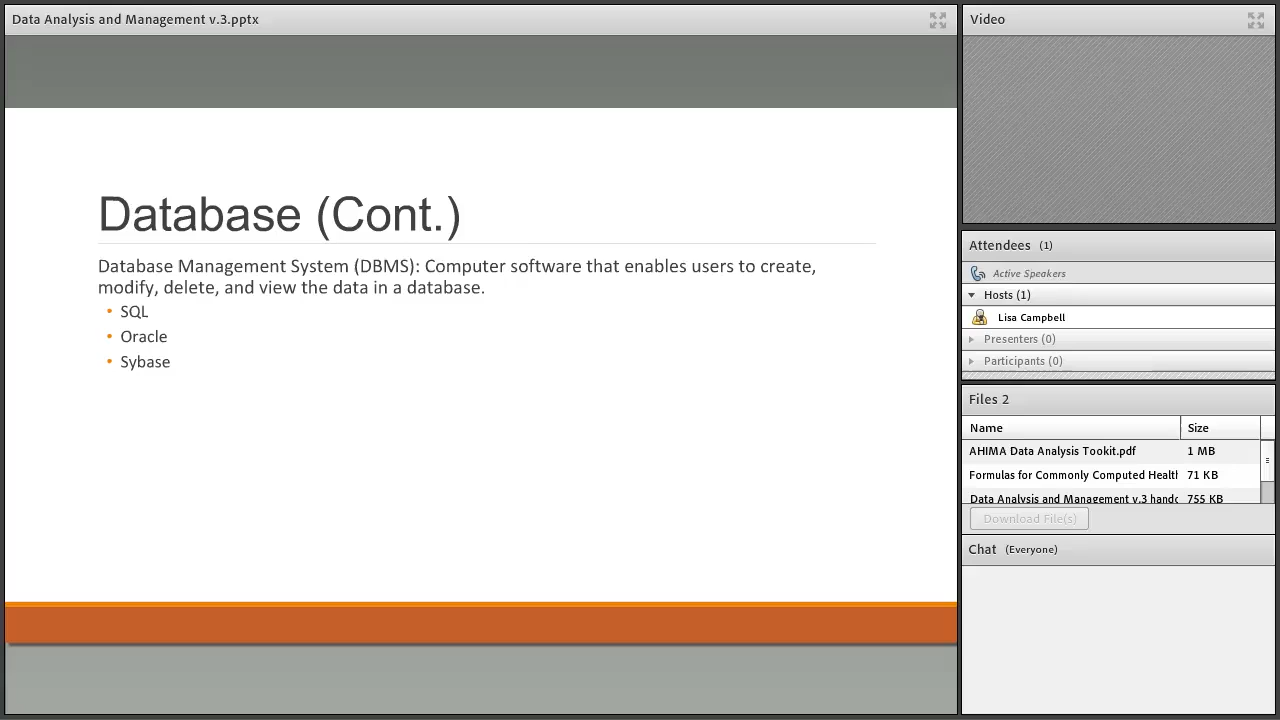 Data Analysis and Management v.3.pptx
Database (Cont.)
Database Management System (DBMS): Computer software that enables users to create,
modify, delete, and view the data in a database.
• SQL
• Oracle
• Sybase
Video
Attendees (1)
Active Speakers
Hosts (1)
Lisa Campbell
Presenters (0)
Participants (0)
Files 2
Name Size
AHIMA Data Analysis Tookit.pdf 1 MB
Formulas for Commonly Computed Health 71 KB
Data Analysis and Management v.3 handc 755 KB
Download File(s)
Chat (Everyone)